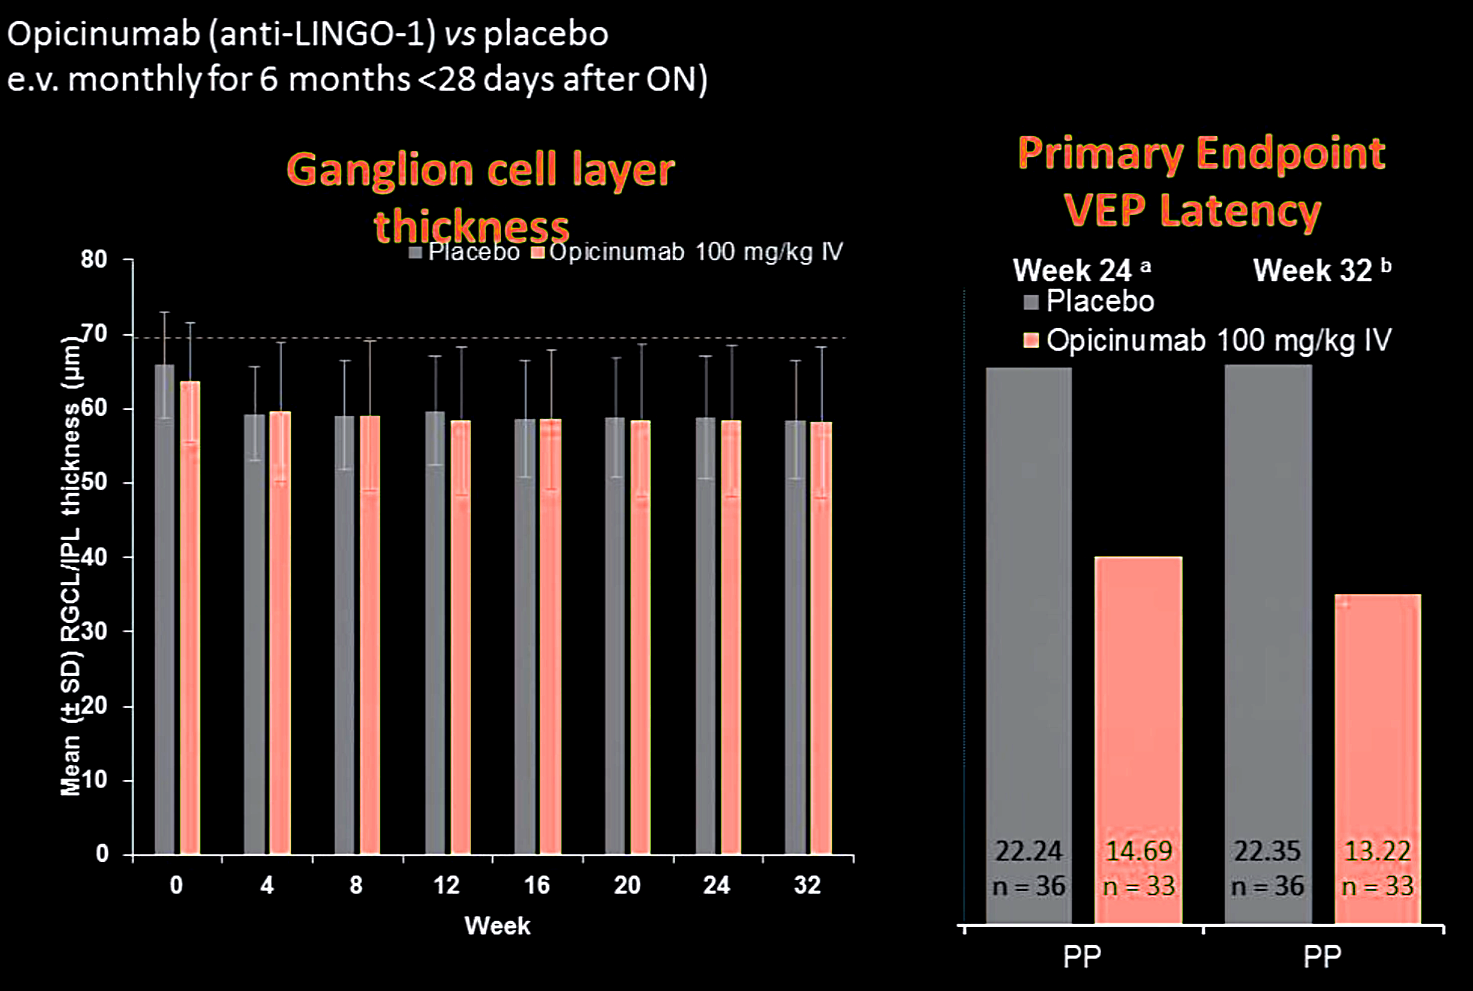 Opicinumab (anti-LINGO-1) vs placebo
e.v. monthly for 6 months <28 days after ON)
Ganglion cell layer
thickness
Placebo Opicinumab 100 mg/kg IV
Mean (± SD) RGCL/IPL thickness (µm)
80
70
60
50
40
30
20
10
0
0 4 8 12 16 20 24 32
Week
Primary Endpoint
VEP Latency
Week 24 a Week 32 b
Placebo
Opicinumab 100 mg/kg IV
22.24 14.69 22.35 13.22
n = 36 n = 33 n = 36 n = 33
PP PP